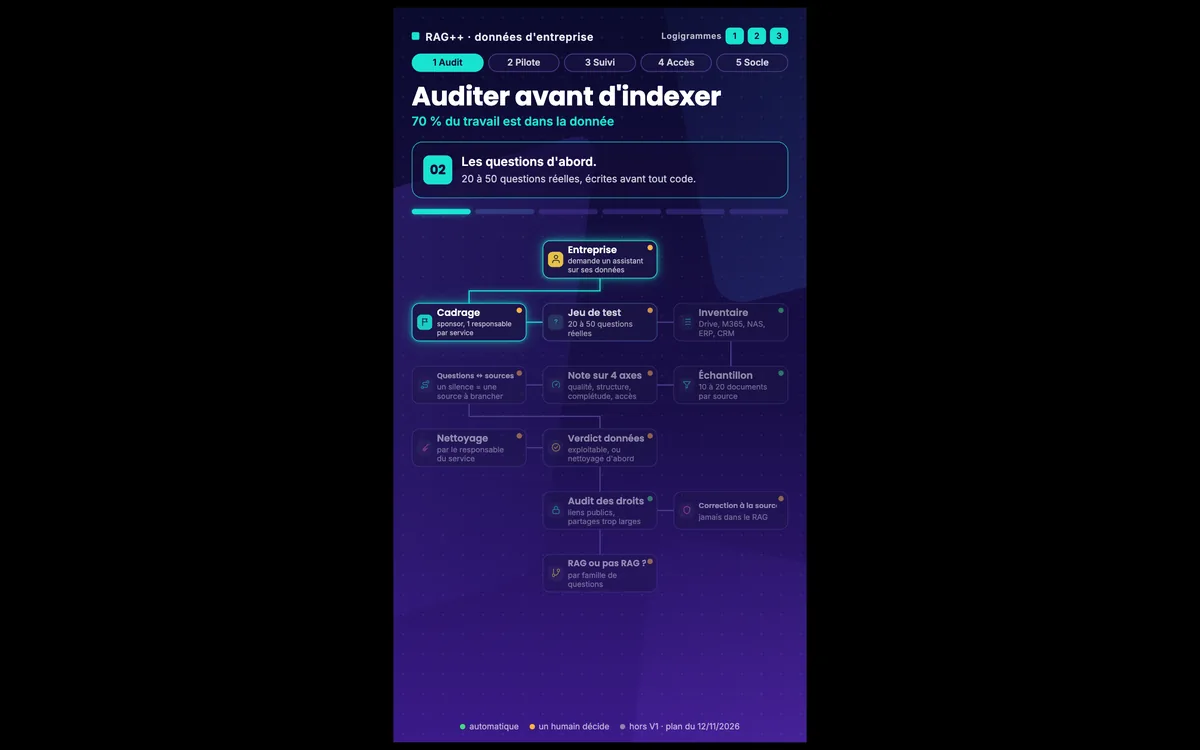 RAG++ · données d'entreprise
Logigrammes 1 2 3
1 Audit 2 Pilote 3 Suivi 4 Accès 5 Socle
Auditer avant d'indexer
70 % du travail est dans la donnée
02
Les questions d'abord.
20 à 50 questions réelles, écrites avant tout code.
Entreprise
demande un assistant
sur ses données
Cadrage
sponsor, 1 responsable
par service
Jeu de test
20 à 50 questions
réelles
Inventaire
Drive, M365, NAS,
ERP, CRM
Questions ↔ sources
un silence = une
source à brancher
Note sur 4 axes
qualité, structure,
complétude, accès
Échantillon
10 à 20 documents
par source
Nettoyage
par le responsable
du service
Verdict données
exploitable, ou
nettoyage d'abord
Audit des droits
liens publics,
partages trop larges
Correction à la sourc
jamais dans le RAG
RAG ou pas RAG ?
par famille de
questions
automatique un humain décide hors V1 · plan du 12/11/2026